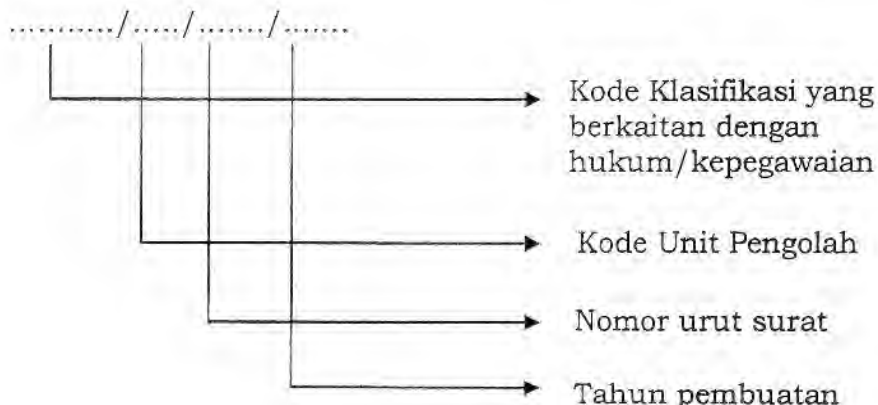 ........../...../......./.......
Kode Klasifikasi yang
berkaitan dengan
hukum/kepegawaian
Kode Unit Pengolah
Nomor urut surat
Tahun pembuatan